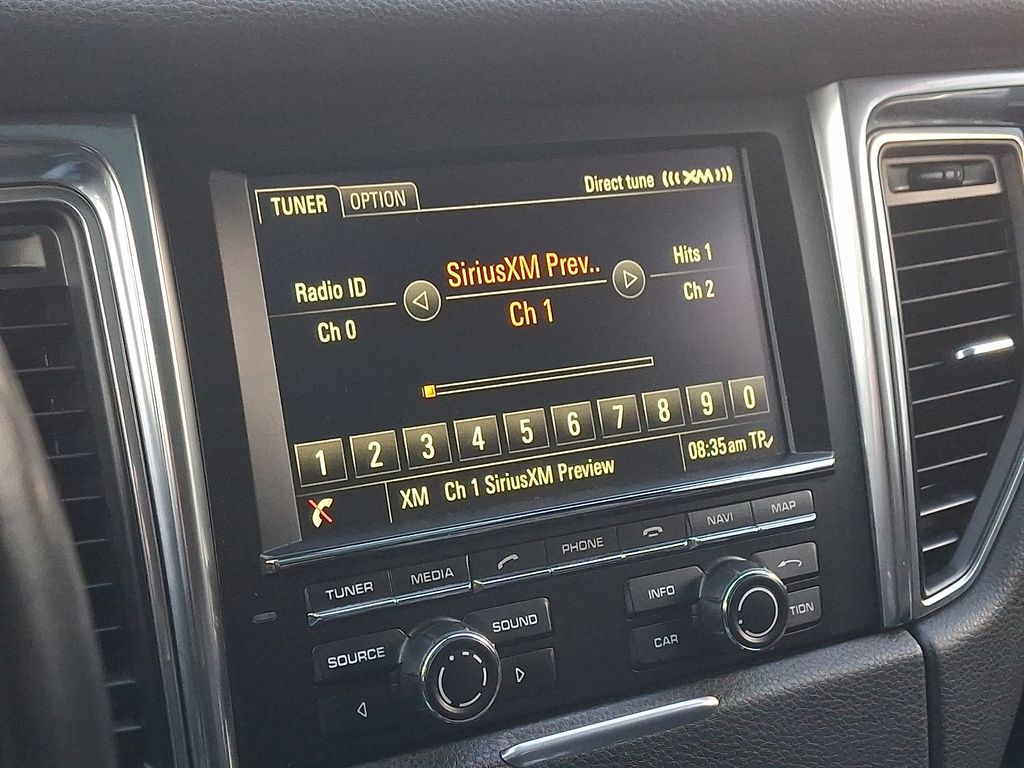 TUNER OPTION Direct tune (((XM)))
Radio ID SiriusXM Prev.. Hits 1
Ch 0 Ch 1 Ch 2
1 2 3 4 5 6 7 8 9 0
XM Ch 1 SiriusXM Preview 08:35am TP
TUNER MEDIA PHONE NAVI MAP
SOURCE SOUND INFO
CAR TION